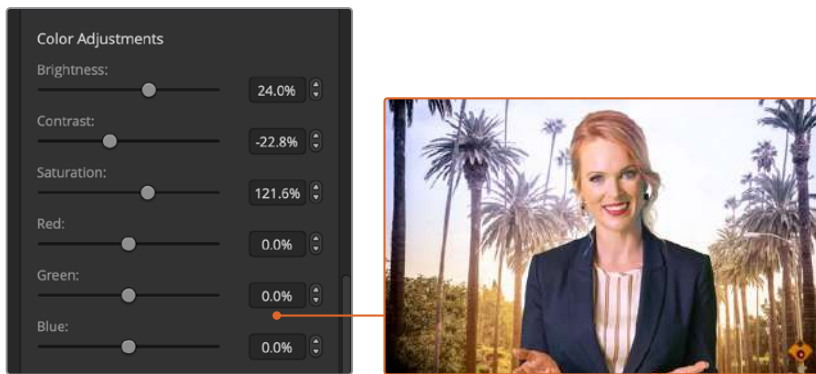 Color Adjustments
Brightness:
24.0%
Contrast:
-22.8%
Saturation:
121.6%
Red:
0.0%
Green:
0.0%
Blue:
0.0%